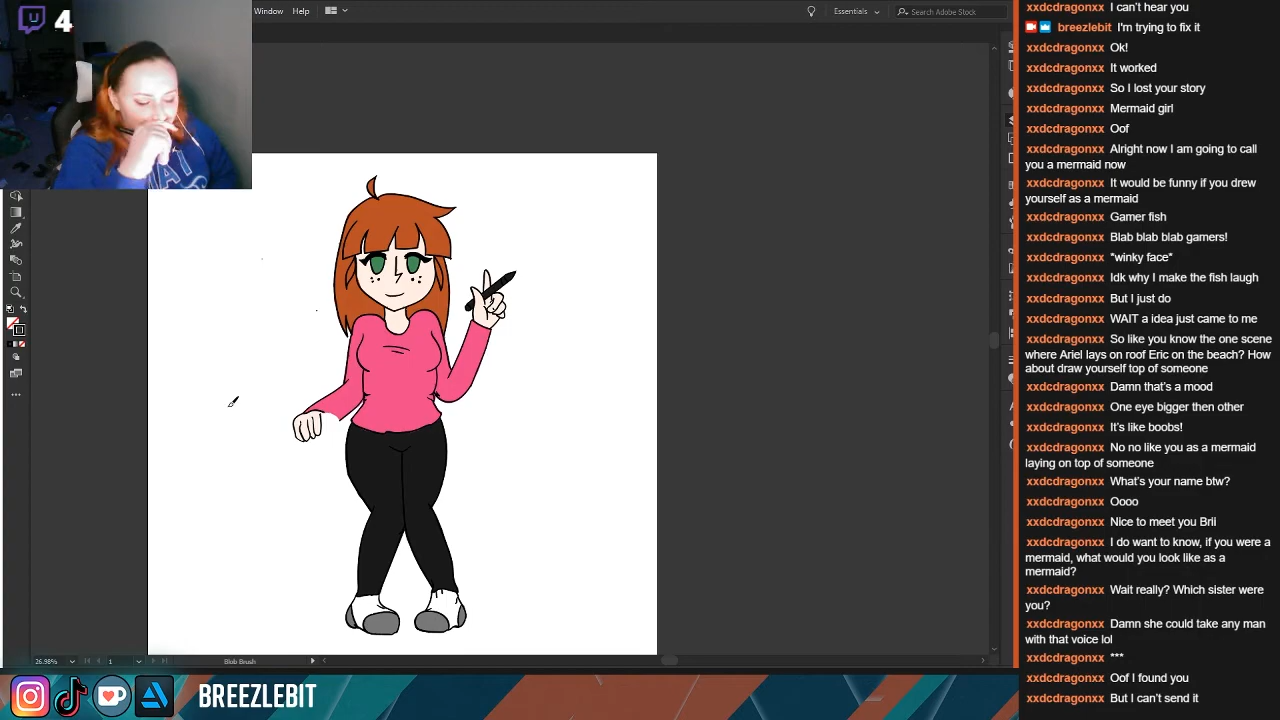 4
Window Help
Essentials
Search Adobe Stock
26.98%
1
Blob Brush
BREEZLEBIT
xxdcdragonxx I can't hear you
breezlebit I'm trying to fix it
xxdcdragonxx Ok!
xxdcdragonxx It worked
xxdcdragonxx So I lost your story
xxdcdragonxx Mermaid girl
xxdcdragonxx Oof
xxdcdragonxx Alright now I am going to call
you a mermaid now
xxdcdragonxx It would be funny if you drew
yourself as a mermaid
xxdcdragonxx Gamer fish
xxdcdragonxx Blab blab blab gamers!
xxdcdragonxx *winky face*
xxdcdragonxx Idk why I make the fish laugh
xxdcdragonxx But I just do
xxdcdragonxx WAIT a idea just came to me
xxdcdragonxx So like you know the one scene
where Ariel lays on roof Eric on the beach? How
about draw yourself top of someone
xxdcdragonxx Damn that's a mood
xxdcdragonxx One eye bigger then other
xxdcdragonxx It's like boobs!
xxdcdragonxx No no like you as a mermaid
laying on top of someone
xxdcdragonxx What's your name btw?
xxdcdragonxx Oooo
xxdcdragonxx Nice to meet you Brii
xxdcdragonxx I do want to know, if you were a
mermaid, what would you look like as a
mermaid?
xxdcdragonxx Wait really? Which sister were
you?
xxdcdragonxx Damn she could take any man
with that voice lol
xxdcdragonxx ***
xxdcdragonxx Oof I found you
xxdcdragonxx But I can't send it